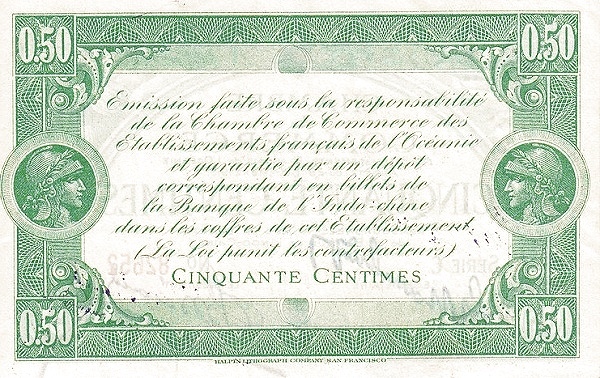 0.50 0.50
Emission faite sous la responsabilité
de la Chambre de Commerce des
Etablissements français de l'Océanie
et garantie par un dépôt
correspondant en billets de
la Banque de l'Indo-chine
dans les coffres de cet Etablissement
(La Loi punit les contrefacteurs)
CINQUANTE CENTIMES
0.50 0.50
HALPIN LITHOGRAPH COMPANY SAN FRANCISCO